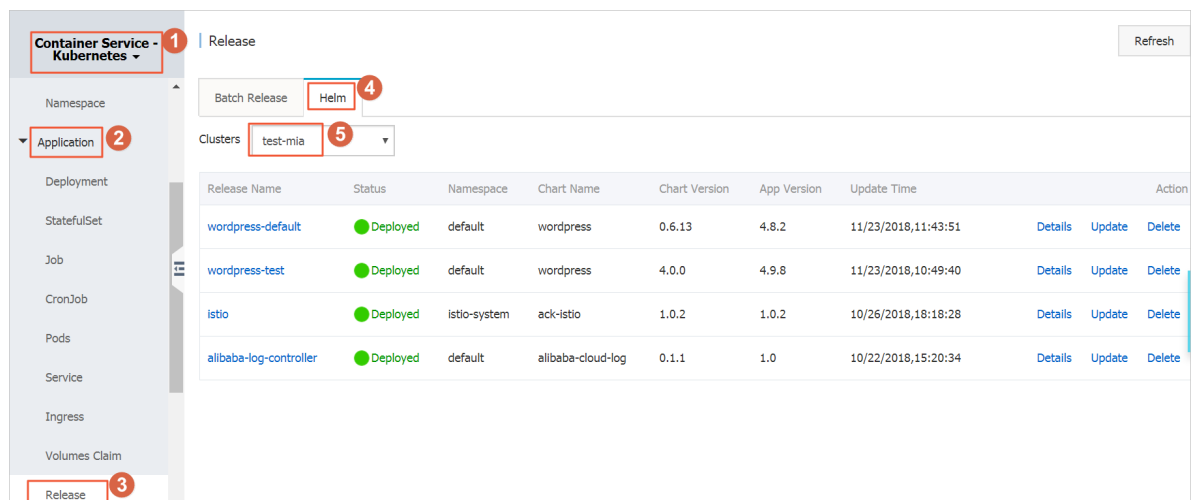 Container Service -
Kubernetes
1
Namespace
Application
2
Deployment
StatefulSet
Job
CronJob
Pods
Service
Ingress
Volumes Claim
Release
3
Release
Refresh
Batch Release
Helm
4
Clusters
test-mia
5
Release Name Status Namespace Chart Name Chart Version App Version Update Time Action
wordpress-default Deployed default wordpress 0.6.13 4.8.2 11/23/2018,11:43:51 Details Update Delete
wordpress-test Deployed default wordpress 4.0.0 4.9.8 11/23/2018,10:49:40 Details Update Delete
istio Deployed istio-system ack-istio 1.0.2 1.0.2 10/26/2018,18:18:28 Details Update Delete
alibaba-log-controller Deployed default alibaba-cloud-log 0.1.1 1.0 10/22/2018,15:20:34 Details Update Delete